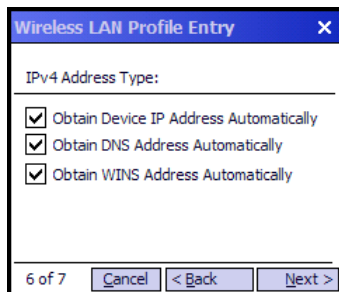 Wireless LAN Profile Entry X
IPv4 Address Type:
Obtain Device IP Address Automatically
Obtain DNS Address Automatically
Obtain WINS Address Automatically
6 of 7 Cancel < Back Next >